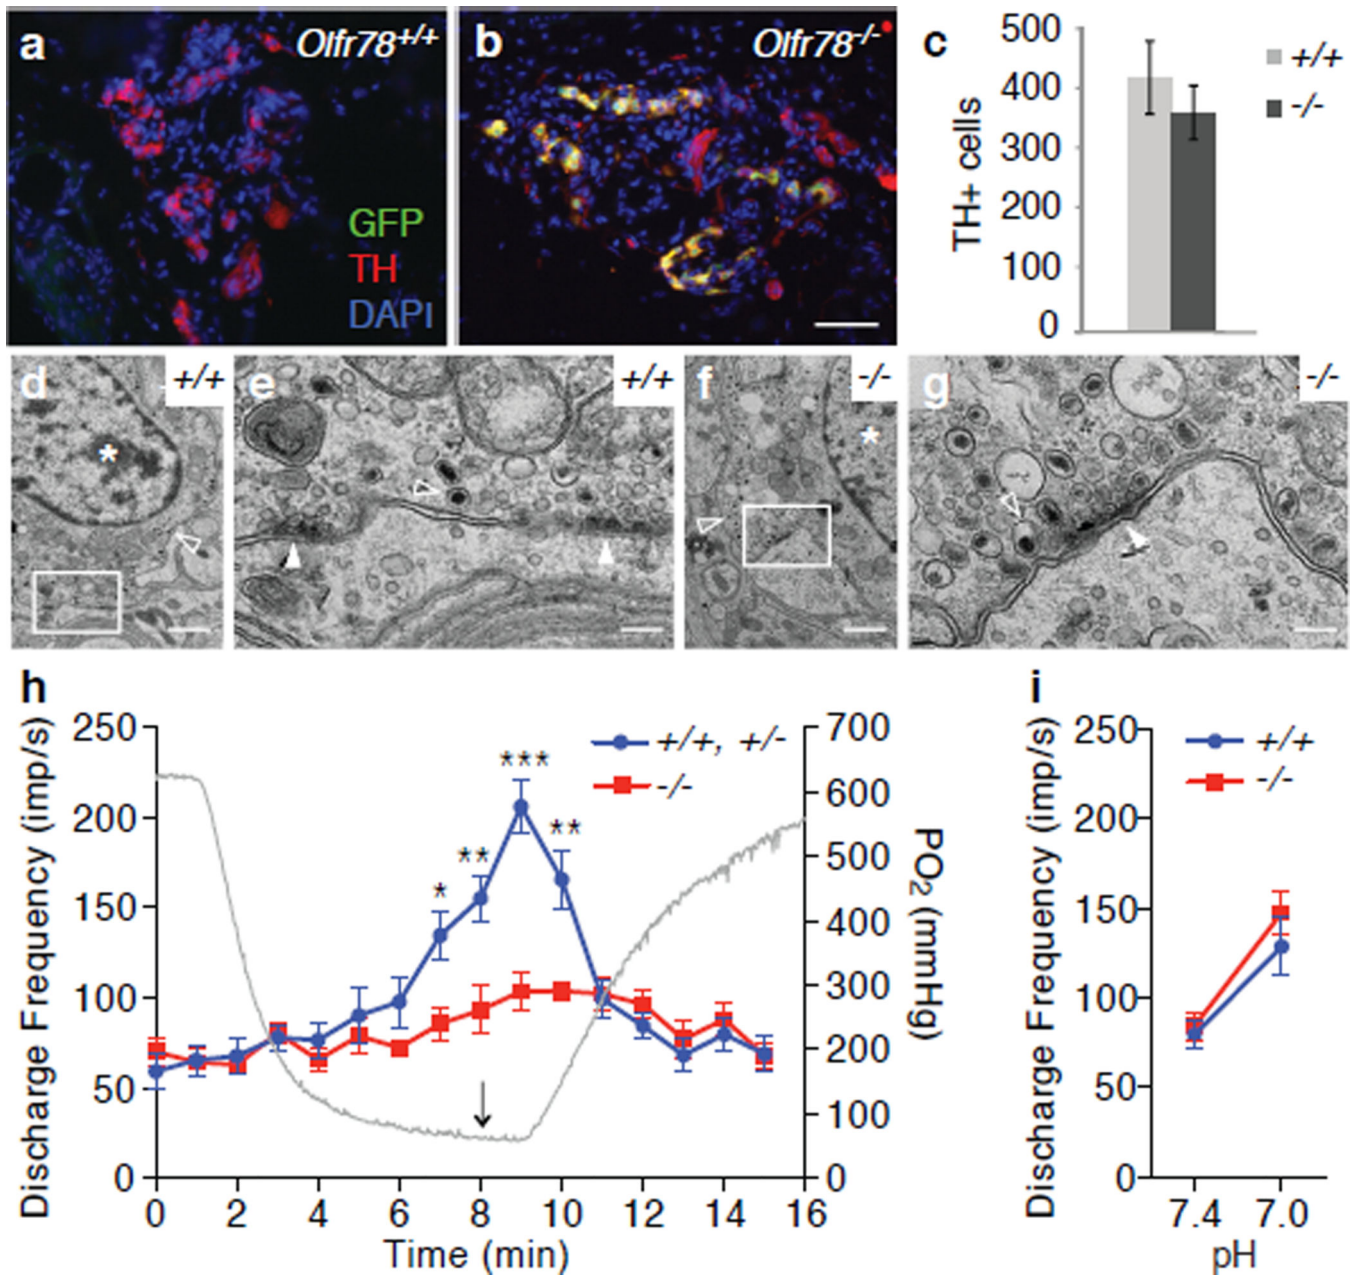 a
Olfr78+/+
GFP
TH
DAPI
b
Olfr78-/-
c
TH+ cells
500
400
300
200
100
0
+/+
-/-
d
+/+
*
e
+/+
f
-/-
*
g
-/-
h
Discharge Frequency (imp/s)
250
200
150
100
50
0
+/+, +/-
-/-
*
**
***
**
700
600
500
400
300
200
100
0
PO2 (mmHg)
0 2 4 6 8 10 12 14 16
Time (min)
i
Discharge Frequency (imp/s)
250
200
150
100
50
0
+/+
-/-
7.4 7.0
pH